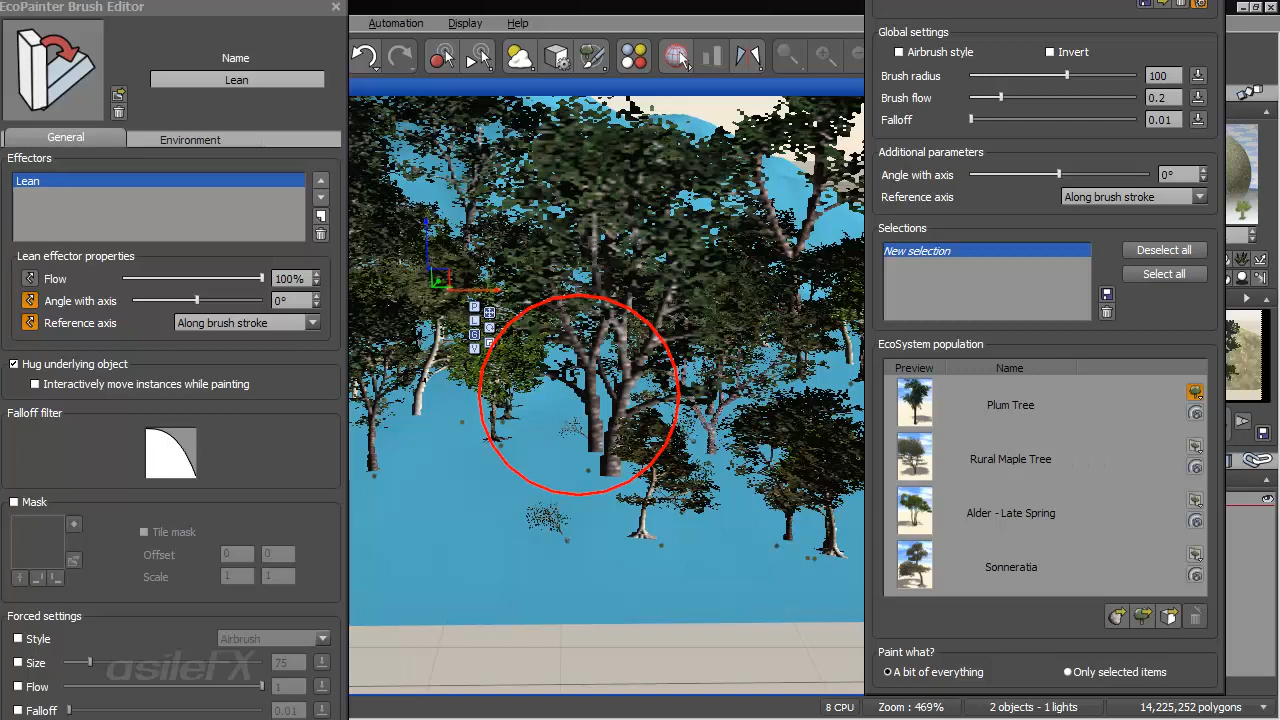 EcoPainter Brush Editor
Name
Lean
General
Environment
Effectors
Lean
Lean effector properties
Flow
100%
Angle with axis
0°
Reference axis
Along brush stroke
Hug underlying object
Interactively move instances while painting
Falloff filter
Mask
Tile mask
Offset
0
0
Scale
1
1
Forced settings
Style
Airbrush
Size
75
Flow
1
Falloff
0.01
asileFX
Automation
Display
Help
P
L
G
V
8 CPU
Zoom : 469%
2 objects - 1 lights
14,225,252 polygons
Global settings
Airbrush style
Invert
Brush radius
100
Brush flow
0.2
Falloff
0.01
Additional parameters
Angle with axis
0°
Reference axis
Along brush stroke
Selections
New selection
Deselect all
Select all
EcoSystem population
Preview
Name
Plum Tree
Rural Maple Tree
Alder - Late Spring
Sonneratia
Paint what?
A bit of everything
Only selected items